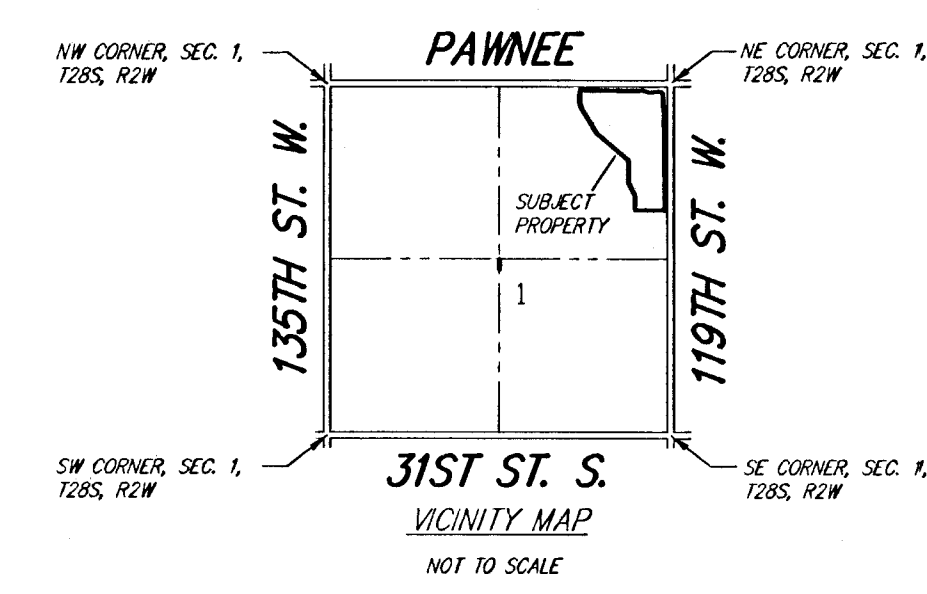 PAWNEE
NW CORNER, SEC. 1,
T28S, R2W
NE CORNER, SEC. 1,
T28S, R2W
135TH ST. W.
119TH ST. W.
SUBJECT
PROPERTY
1
SW CORNER, SEC. 1,
T28S, R2W
SE CORNER, SEC. 1,
T28S, R2W
31ST ST. S.
VICINITY MAP
NOT TO SCALE